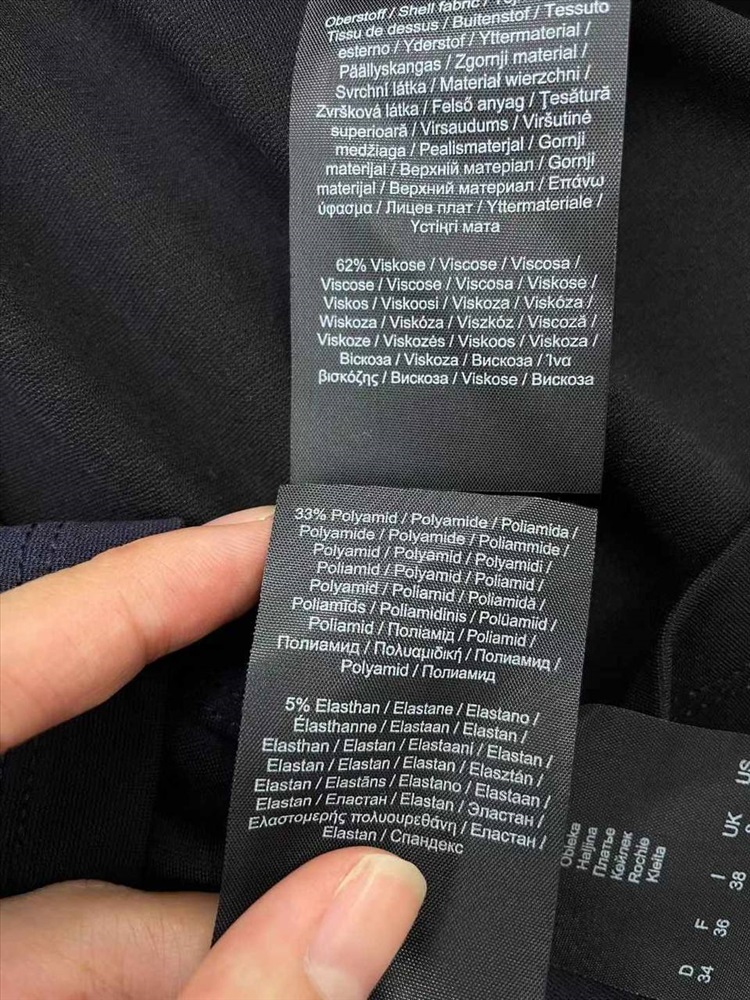 Oberstoff / Shell fabric /
Tissu de dessus / Buitenstof / Tessuto
esterno / Yderstof / Yttermaterial /
Päällyskangas / Zgornji material /
Svrchní látka / Materiał wierzchni /
Zvršková látka / Felső anyag / Țesătură
superioară / Virsaudums / Viršutinė
medžiaga / Pealismaterjal / Gornji
materijal / Верхній матеріал / Gornji
materijal / Верхний материал / Επάνω
ύφασμα / Лицев плат / Yttermateriale /
Үстіңгі мата
62% Viskose / Viscose / Viscosa /
Viscose / Viscose / Viscosa / Viskose /
Viskos / Viskoosi / Viskoza / Viskóza /
Wiskoza / Viskóza / Viszkóz / Viscoză /
Viskoze / Viskozės / Viskoos / Viskoza /
Віскоза / Viskoza / Вискоза / Ίνα
βισκόζης / Вискоза / Viskose / Вискоза
33% Polyamid / Polyamide / Poliamida /
Polyamide / Polyamide / Poliammide /
Polyamid / Polyamid / Polyamidi /
Poliamid / Polyamid / Poliamid /
Polyamid / Poliamid / Poliamidă /
Poliamīds / Poliamidinis / Polüamiid /
Poliamid / Поліамід / Poliamid /
Полиамид / Πολυαμιδική / Полиамид /
Polyamid / Полиамид
5% Elasthan / Elastane / Elastano /
Élasthanne / Elastaan / Elastan /
Elasthan / Elastan / Elastaani / Elastan /
Elastan / Elastan / Elastan / Elasztán /
Elastan / Elastāns / Elastano / Elastaan /
Elastan / Еластан / Elastan / Эластан /
Ελαστομερής πολυουρεθάνη / Еластан /
Elastan / Спандекс
Obleka
Haljina
Платье
Көйлек
Rochie
Kleita
D F I UK US
34 36 38